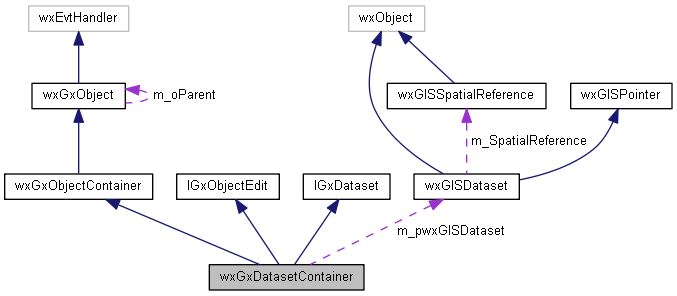 wxEvtHandler
wxObject
wxGxObject
m_oParent
wxGISSpatialReference
wxGISPointer
m_SpatialReference
wxGxObjectContainer
IGxObjectEdit
IGxDataset
wxGISDataset
m_pwxGISDataset
wxGxDatasetContainer